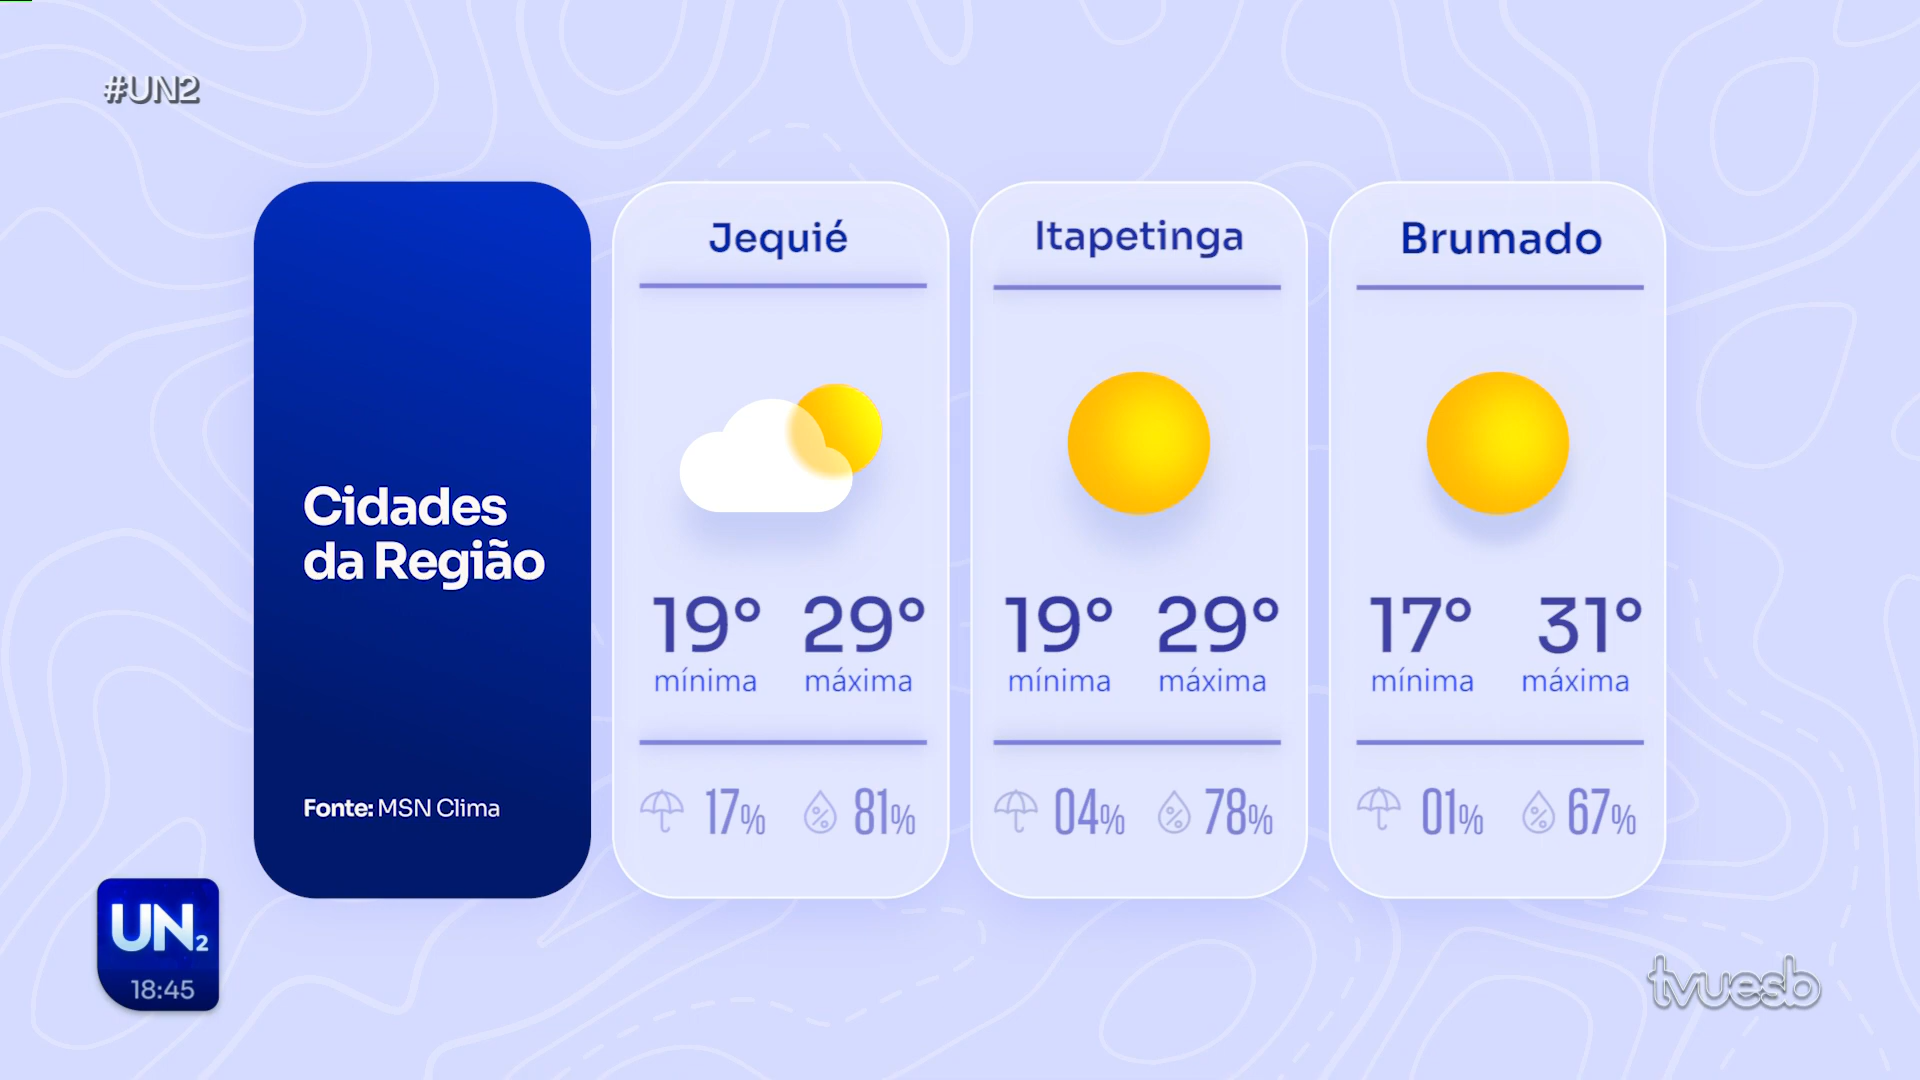 #UN2
Cidades
da Região
Fonte: MSN Clima
Jequié
19° 29°
mínima máxima
17% 81%
Itapetinga
19° 29°
mínima máxima
04% 78%
Brumado
17° 31°
mínima máxima
01% 67%
UN2
18:45
tvuesb